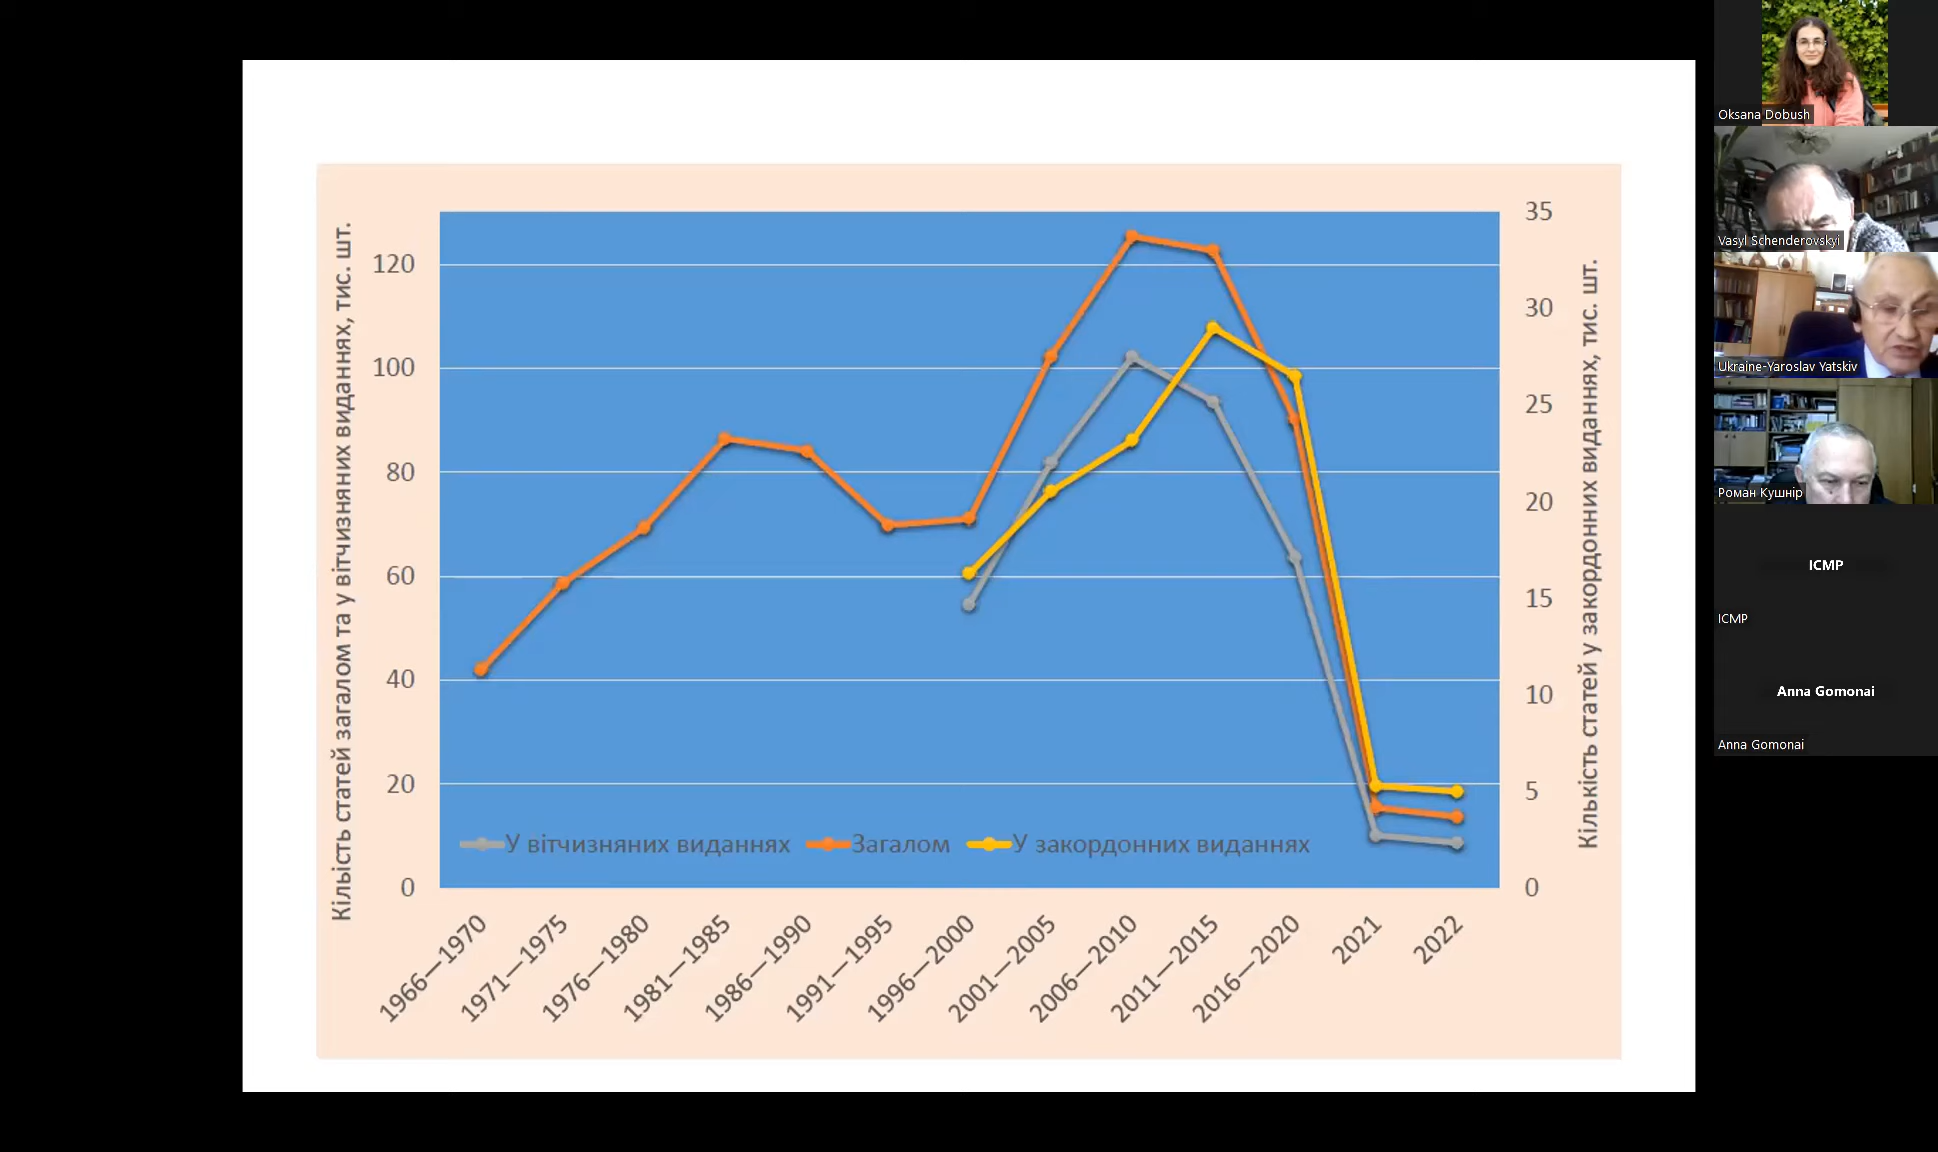 Кільість статей загалом та у вітчизняних виданнях, тис. шт.
120
100
80
60
40
20
0
35
30
25
20
15
10
5
0
Кількість статей у закордонних виданнях, тис. шт.
У вітчизняних виданнях
Загалом
У закордонних виданнях
1966—1970
1971—1975
1976—1980
1981—1985
1986—1990
1991—1995
1996—2000
2001—2005
2006—2010
2011—2015
2016—2020
2021
2022
Oksana Dobush
Vasyl Schenderovskyi
Ukraine-Yaroslav Yatskiv
Роман Кушнір
ICMP
ICMP
Anna Gomonai
Anna Gomonai